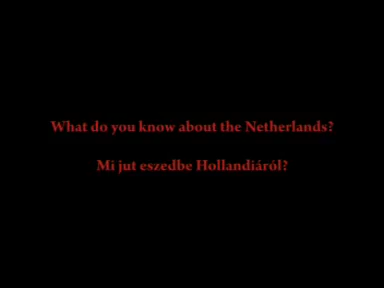 What do you know about the Netherlands?
Mi jut eszedbe Hollandiáról?